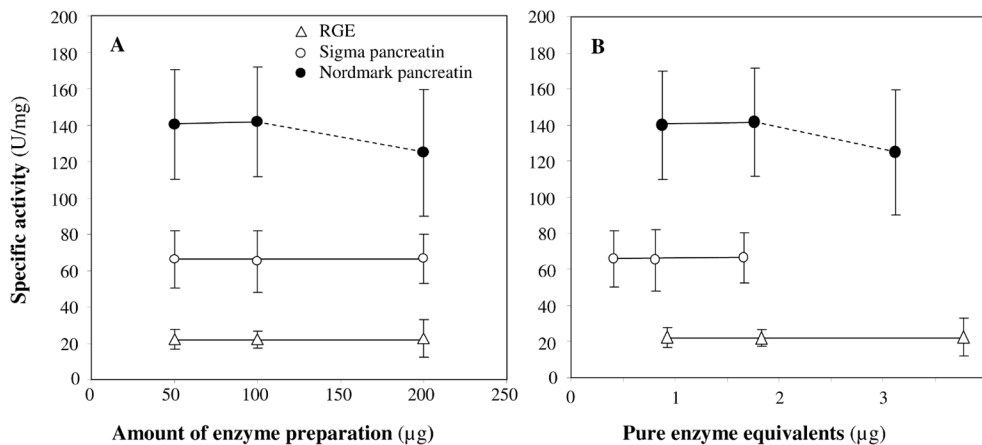 A
RGE
Sigma pancreatin
Nordmark pancreatin
Specific activity (U/mg)
200
180
160
140
120
100
80
60
40
20
0
0 50 100 150 200 250
Amount of enzyme preparation (µg)
B
200
180
160
140
120
100
80
60
40
20
0
0 1 2 3
Pure enzyme equivalents (µg)